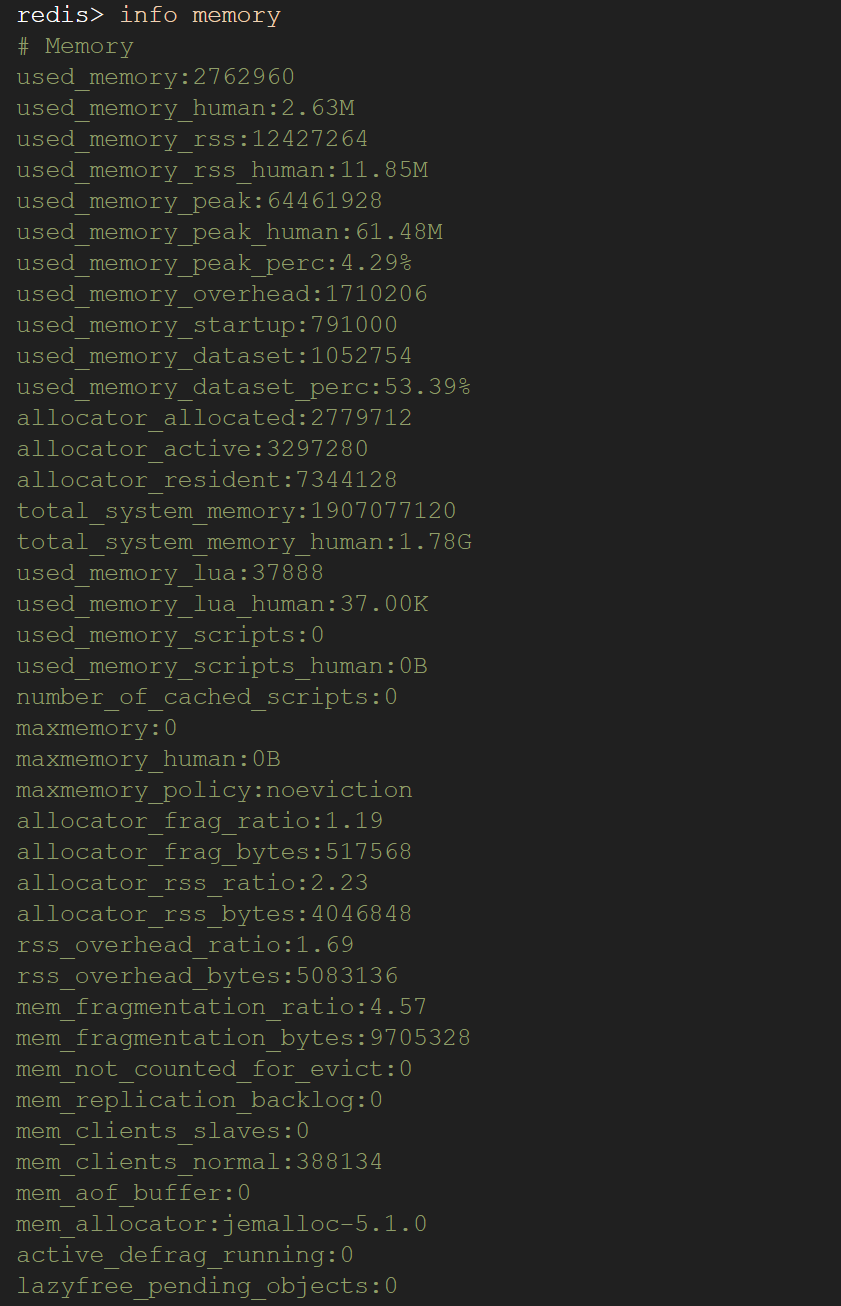 redis> info memory
# Memory
used_memory:2762960
used_memory_human:2.63M
used_memory_rss:12427264
used_memory_rss_human:11.85M
used_memory_peak:64461928
used_memory_peak_human:61.48M
used_memory_peak_perc:4.29%
used_memory_overhead:1710206
used_memory_startup:791000
used_memory_dataset:1052754
used_memory_dataset_perc:53.39%
allocator_allocated:2779712
allocator_active:3297280
allocator_resident:7344128
total_system_memory:1907077120
total_system_memory_human:1.78G
used_memory_lua:37888
used_memory_lua_human:37.00K
used_memory_scripts:0
used_memory_scripts_human:0B
number_of_cached_scripts:0
maxmemory:0
maxmemory_human:0B
maxmemory_policy:noeviction
allocator_frag_ratio:1.19
allocator_frag_bytes:517568
allocator_rss_ratio:2.23
allocator_rss_bytes:4046848
rss_overhead_ratio:1.69
rss_overhead_bytes:5083136
mem_fragmentation_ratio:4.57
mem_fragmentation_bytes:9705328
mem_not_counted_for_evict:0
mem_replication_backlog:0
mem_clients_slaves:0
mem_clients_normal:388134
mem_aof_buffer:0
mem_allocator:jemalloc-5.1.0
active_defrag_running:0
lazyfree_pending_objects:0